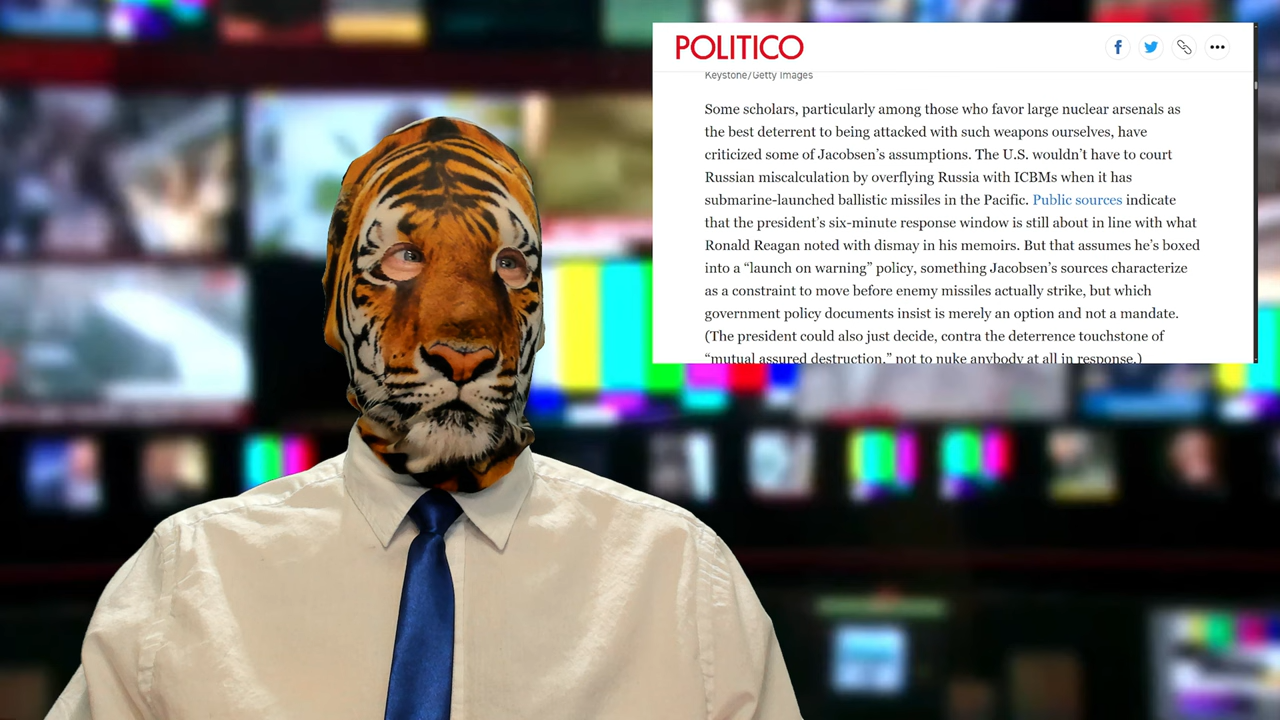 POLITICO
Keystone/Getty Images
Some scholars, particularly among those who favor large nuclear arsenals as
the best deterrent to being attacked with such weapons ourselves, have
criticized some of Jacobsen’s assumptions. The U.S. wouldn’t have to court
Russian miscalculation by overflying Russia with ICBMs when it has
submarine-launched ballistic missiles in the Pacific. Public sources indicate
that the president’s six-minute response window is still about in line with what
Ronald Reagan noted with dismay in his memoirs. But that assumes he’s boxed
into a “launch on warning” policy, something Jacobsen’s sources characterize
as a constraint to move before enemy missiles actually strike, but which
government policy documents insist is merely an option and not a mandate.
(The president could also just decide, contra the deterrence touchstone of
“mutual assured destruction,” not to nuke anybody at all in response.)